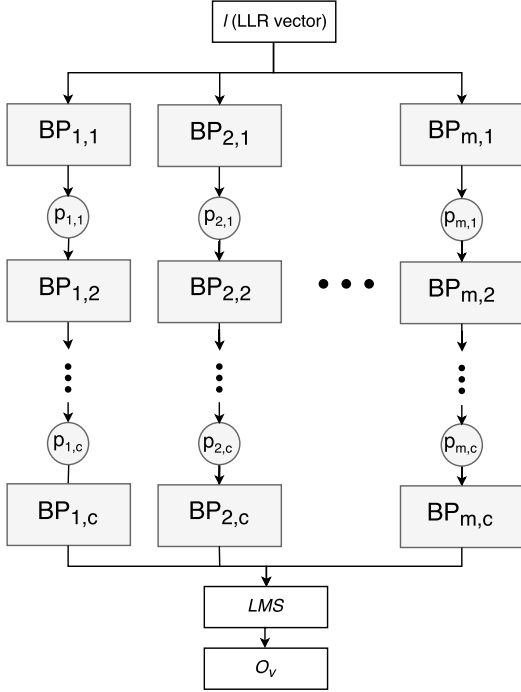 I (LLR vector)
BP1,1 BP2,1 BPm,1
p1,1 p2,1 pm,1
BP1,2 BP2,2 BPm,2
p1,c p2,c pm,c
BP1,c BP2,c BPm,c
LMS
Ov